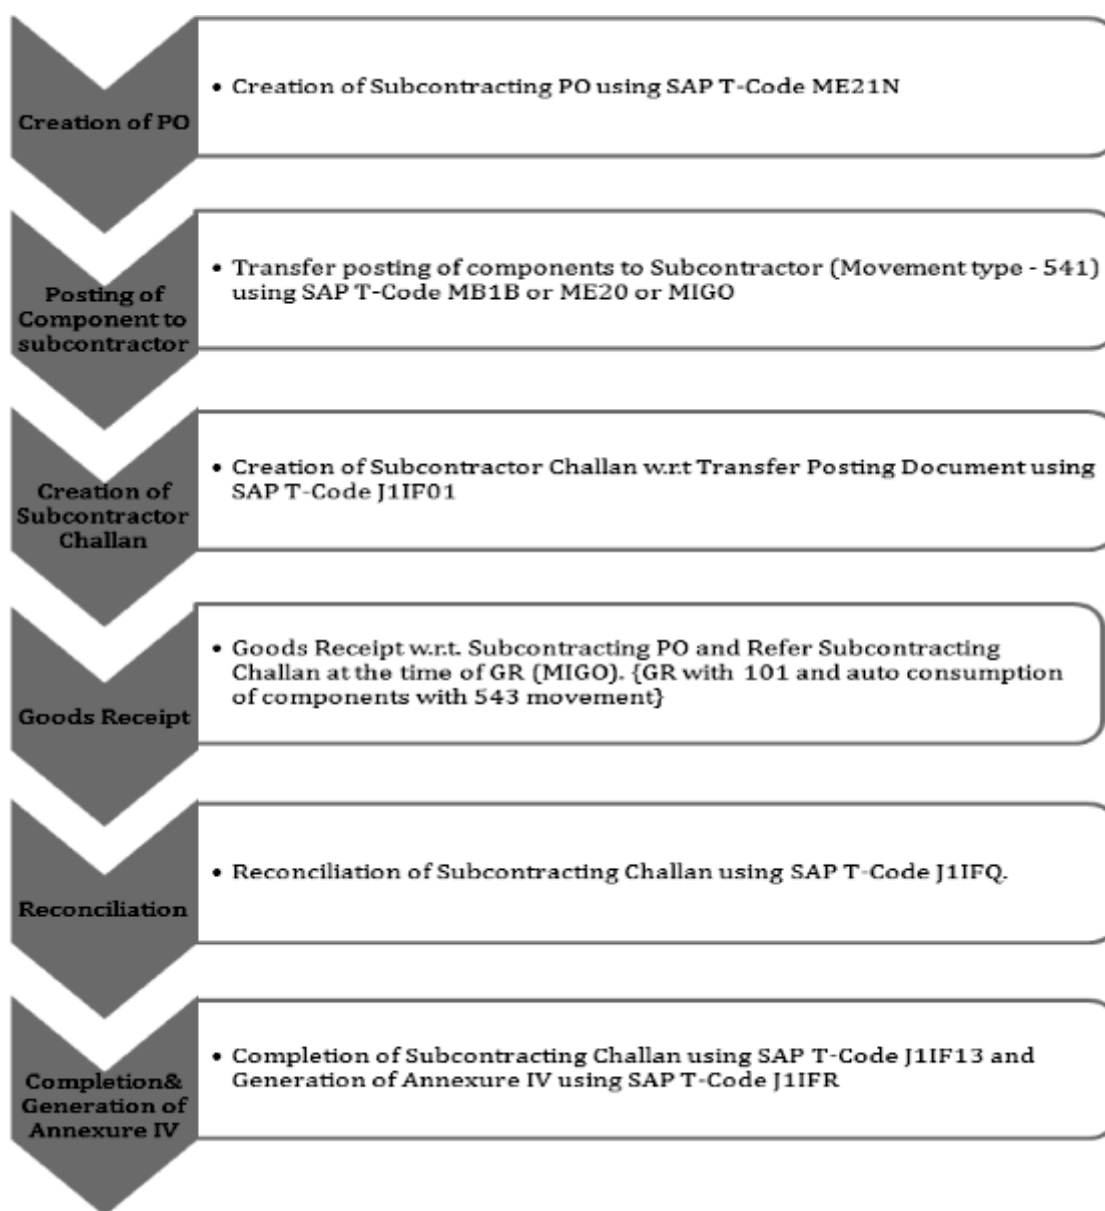 Creation of PO
• Creation of Subcontracting PO using SAP T-Code ME21N
Posting of
Component to
subcontractor
• Transfer posting of components to Subcontractor (Movement type - 541)
using SAP T-Code MB1B or ME20 or MIGO
Creation of
Subcontractor
Challan
• Creation of Subcontractor Challan w.r.t Transfer Posting Document using
SAP T-Code J1IF01
Goods Receipt
• Goods Receipt w.r.t. Subcontracting PO and Refer Subcontracting
Challan at the time of GR (MIGO). {GR with 101 and auto consumption
of components with 543 movement}
Reconciliation
• Reconciliation of Subcontracting Challan using SAP T-Code J1IFQ.
Completion&
Generation of
Annexure IV
• Completion of Subcontracting Challan using SAP T-Code J1IF13 and
Generation of Annexure IV using SAP T-Code J1IFR